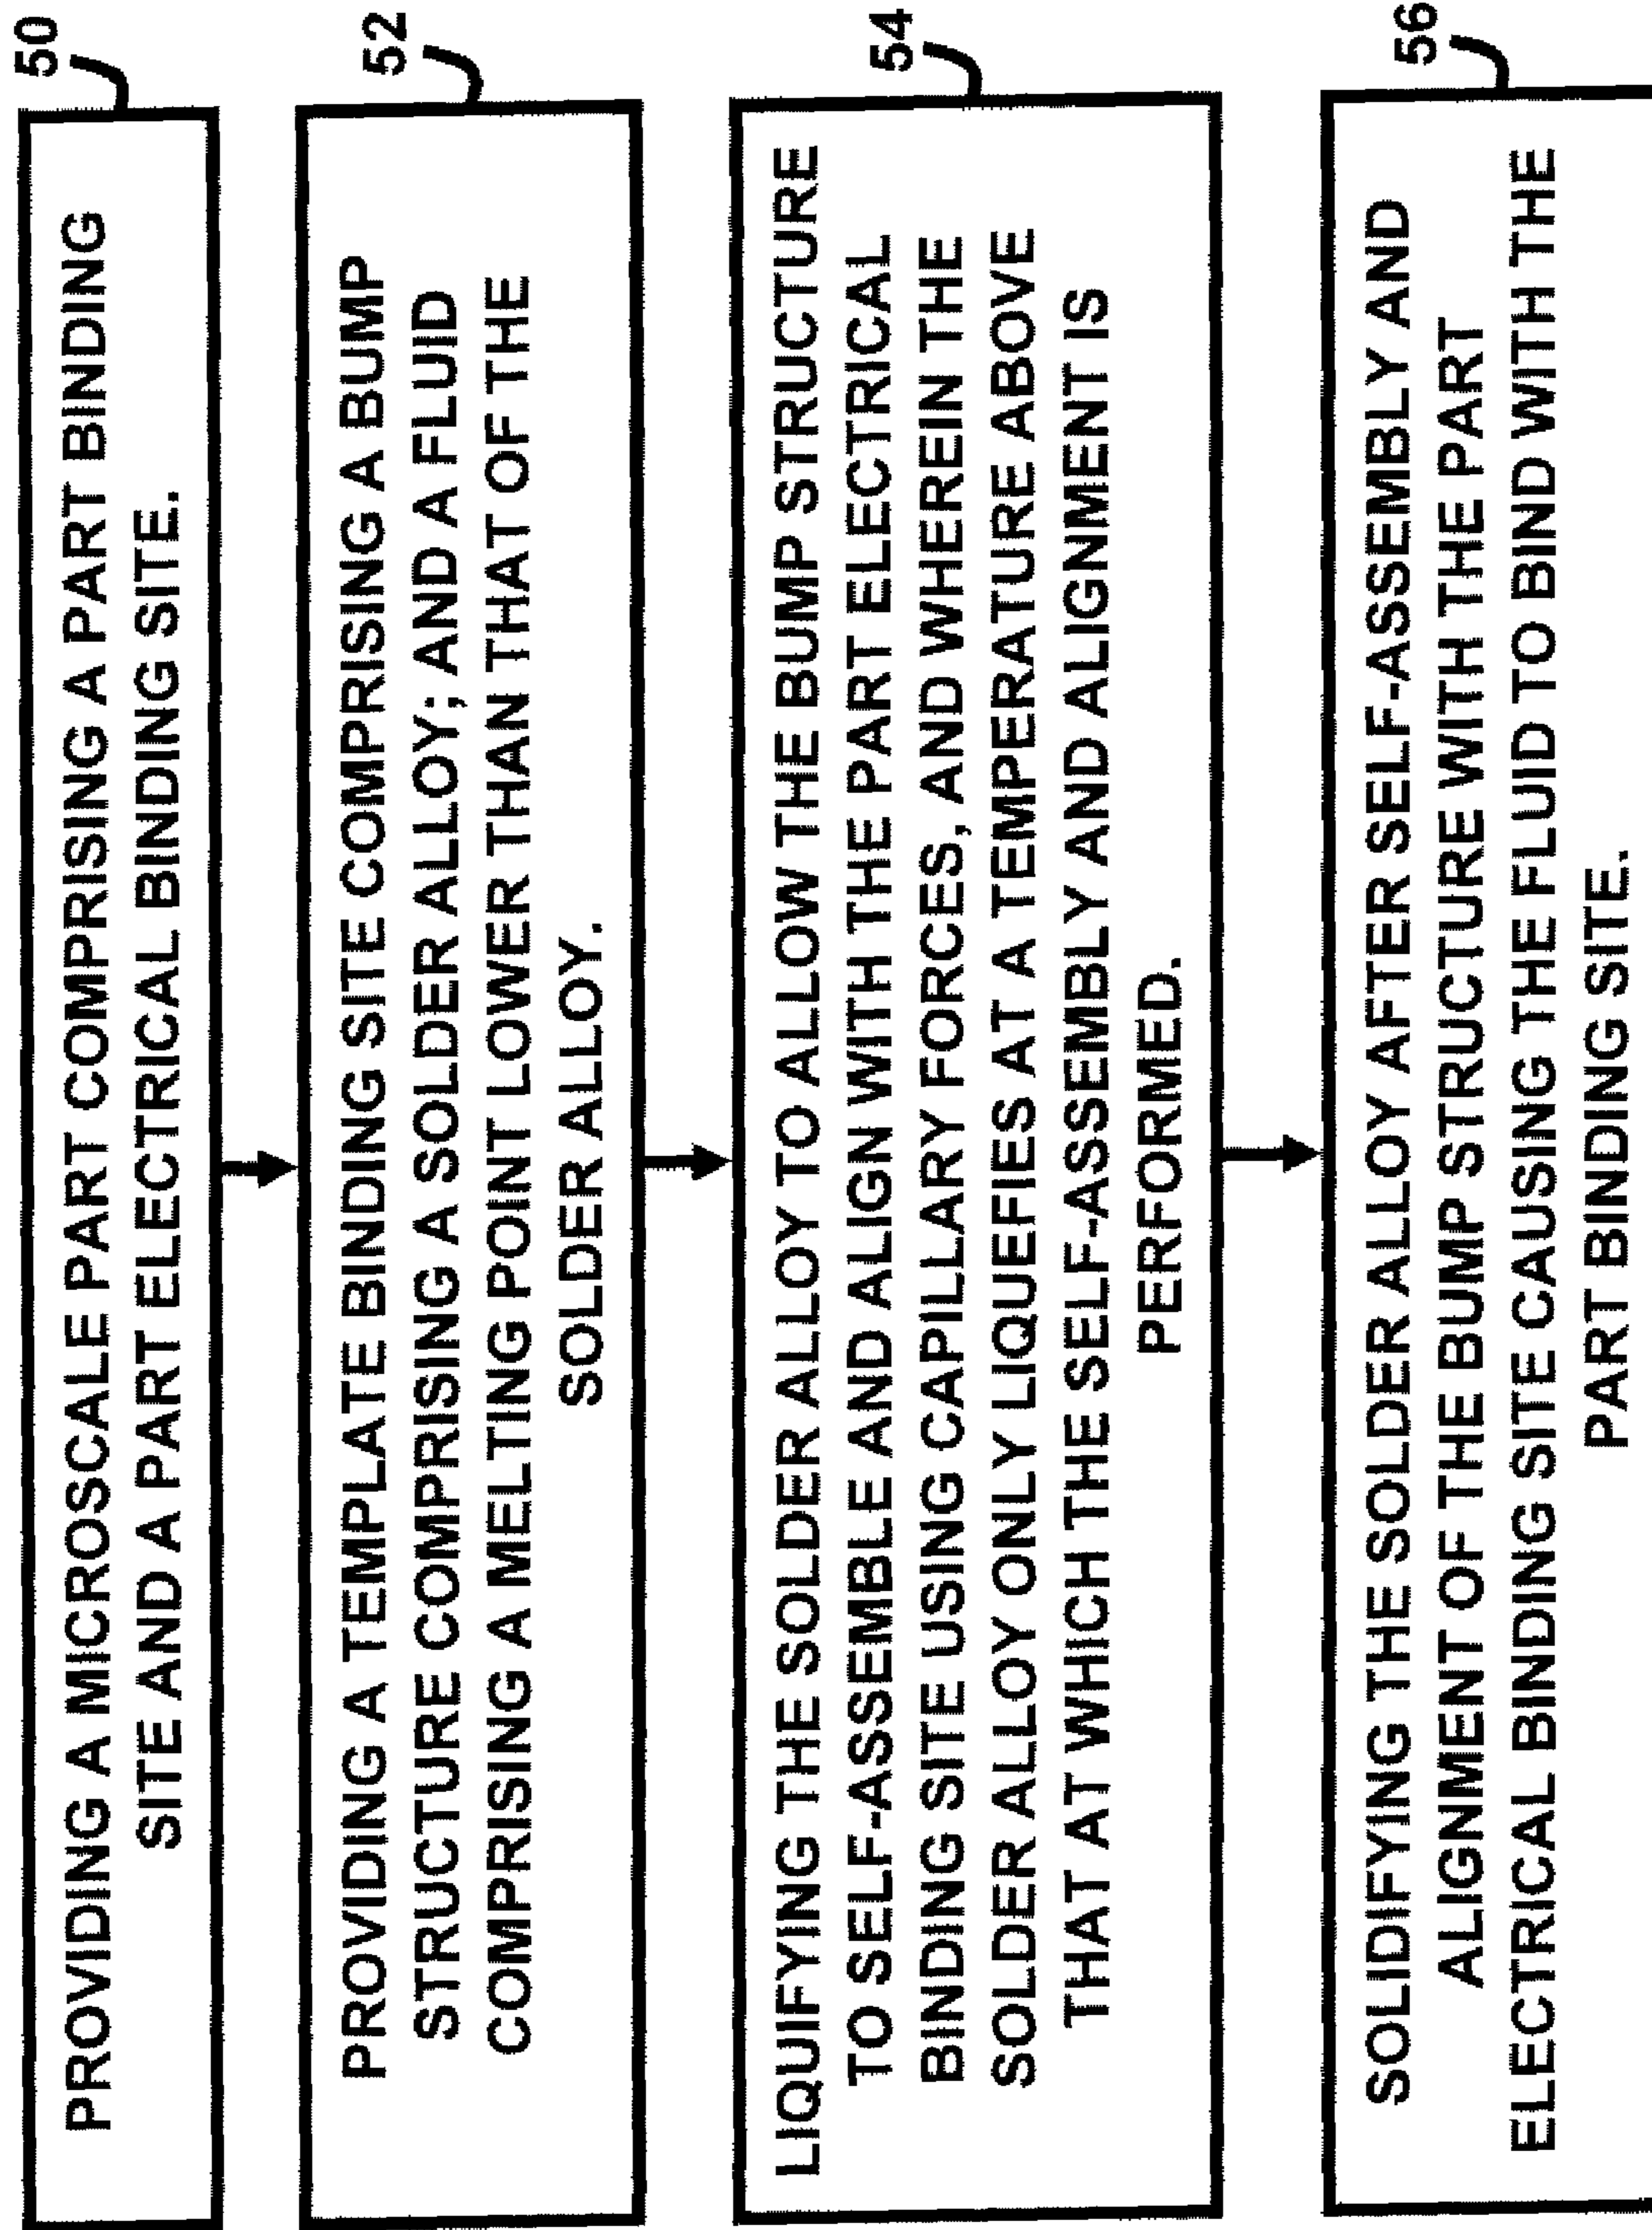 50
PROVIDING A MICROSCALE PART COMPRISING A PART BINDING
SITE AND A PART ELECTRICAL BINDING SITE.
52
PROVIDING A TEMPLATE BINDING SITE COMPRISING A BUMP
STRUCTURE COMPRISING A SOLDER ALLOY; AND A FLUID
COMPRISING A MELTING POINT LOWER THAN THAT OF THE
SOLDER ALLOY.
54
LIQUIFYING THE SOLDER ALLOY TO ALLOW THE BUMP STRUCTURE
TO SELF-ASSEMBLE AND ALIGN WITH THE PART ELECTRICAL
BINDING SITE USING CAPILLARY FORCES, AND WHEREIN THE
SOLDER ALLOY ONLY LIQUEFIES AT A TEMPERATURE ABOVE
THAT AT WHICH THE SELF-ASSEMBLY AND ALIGNMENT IS
PERFORMED.
56
SOLIDIFYING THE SOLDER ALLOY AFTER SELF-ASSEMBLY AND
ALIGNMENT OF THE BUMP STRUCTURE WITH THE PART
ELECTRICAL BINDING SITE CAUSING THE FLUID TO BIND WITH THE
PART BINDING SITE.